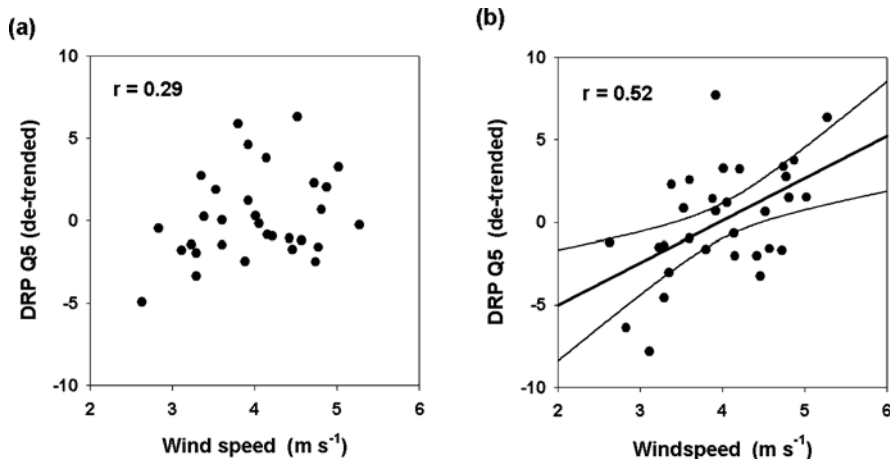 (a)
10
5
0
-5
-10
2 3 4 5 6
r = 0.29
DRP Q5 (de-trended)
Wind speed (m s⁻¹)
(b)
10
5
0
-5
-10
2 3 4 5 6
r = 0.52
DRP Q5 (de-trended)
Windspeed (m s⁻¹)